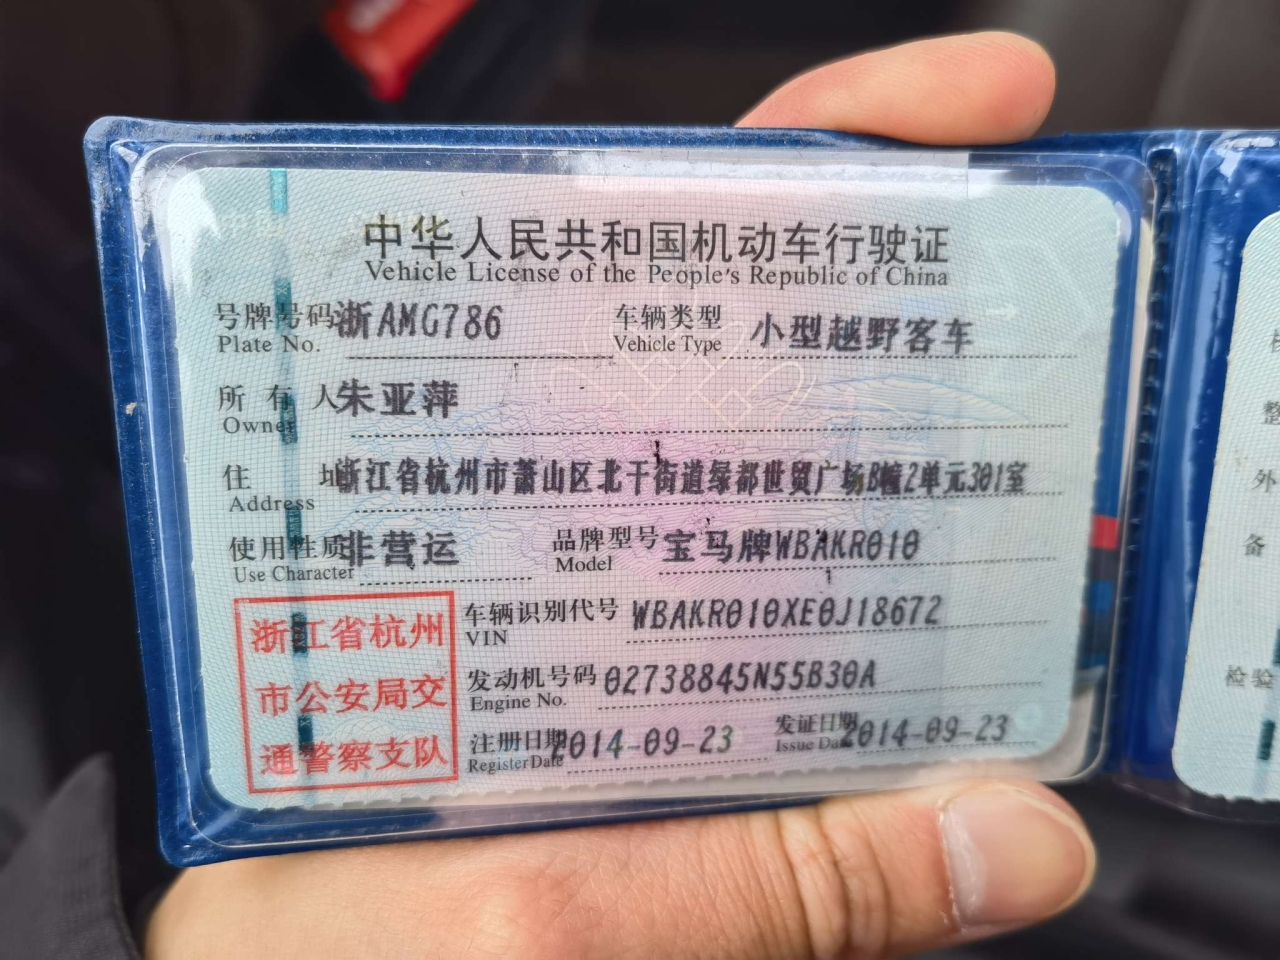 中华人民共和国机动车行驶证
Vehicle License of the People's Republic of China
号牌号码 浙AMG786 车辆类型 小型越野客车
Plate No. Vehicle Type
所有人 朱亚萍
Owner
住址 浙江省杭州市萧山区北干街道绿都世贸广场B幢2单元301室
Address
使用性质 非营运 品牌型号 宝马牌WBAKR010
Use Character Model
浙江省杭州
市公安局交
通警察支队
车辆识别代号 WBAKR010XE0J18672
VIN
发动机号码 02738845N55B30A
Engine No.
注册日期 2014-09-23 发证日期 2014-09-23
Register Date Issue Date
整
外
备
检验